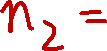 n₂ =